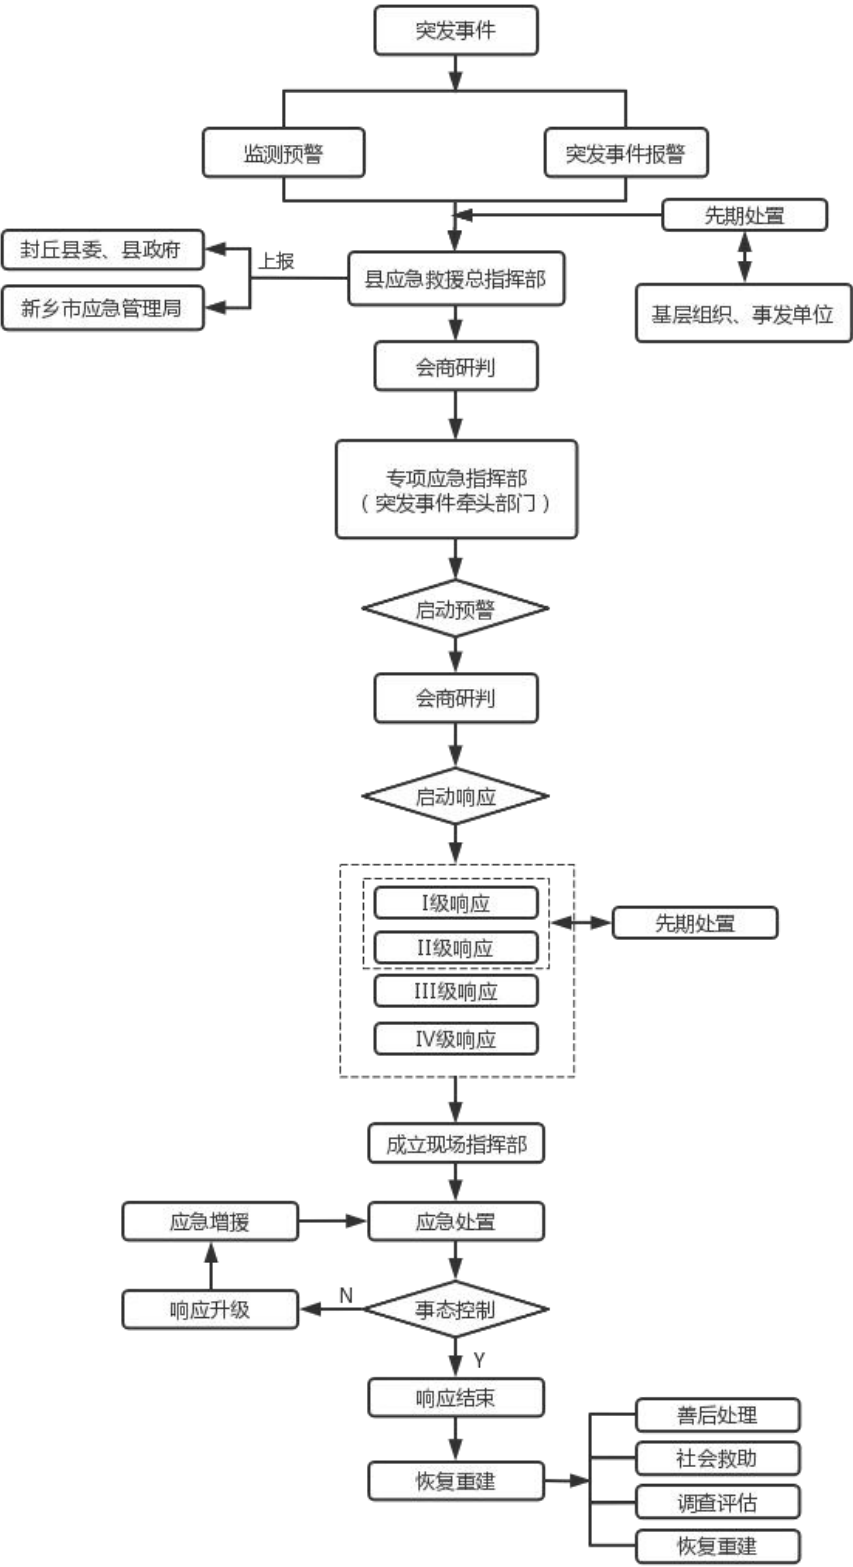 突发事件
监测预警
突发事件报警
先期处置
封丘县委、县政府
上报
县应急救援总指挥部
新乡市应急管理局
基层组织、事发单位
会商研判
专项应急指挥部
（突发事件牵头部门）
启动预警
会商研判
启动响应
I级响应
先期处置
II级响应
III级响应
IV级响应
成立现场指挥部
应急增援
应急处置
N
响应升级
事态控制
Y
响应结束
善后处理
社会救助
恢复重建
调查评估
恢复重建